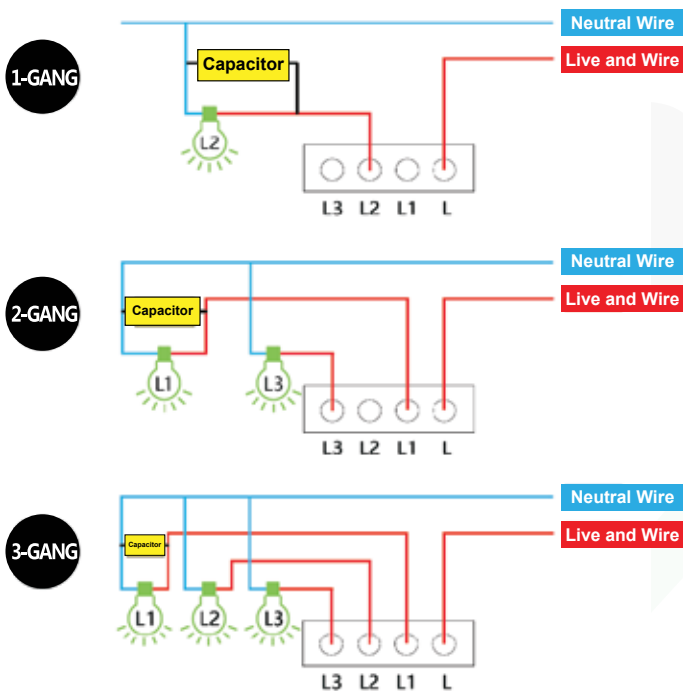 Neutral Wire
Capacitor
Live and Wire
1-GANG
L2
L3 L2 L1 L
Neutral Wire
2-GANG
Capacitor
Live and Wire
L1 L3
L3 L2 L1 L
Neutral Wire
3-GANG
Capacitor
Live and Wire
L1 L2 L3
L3 L2 L1 L